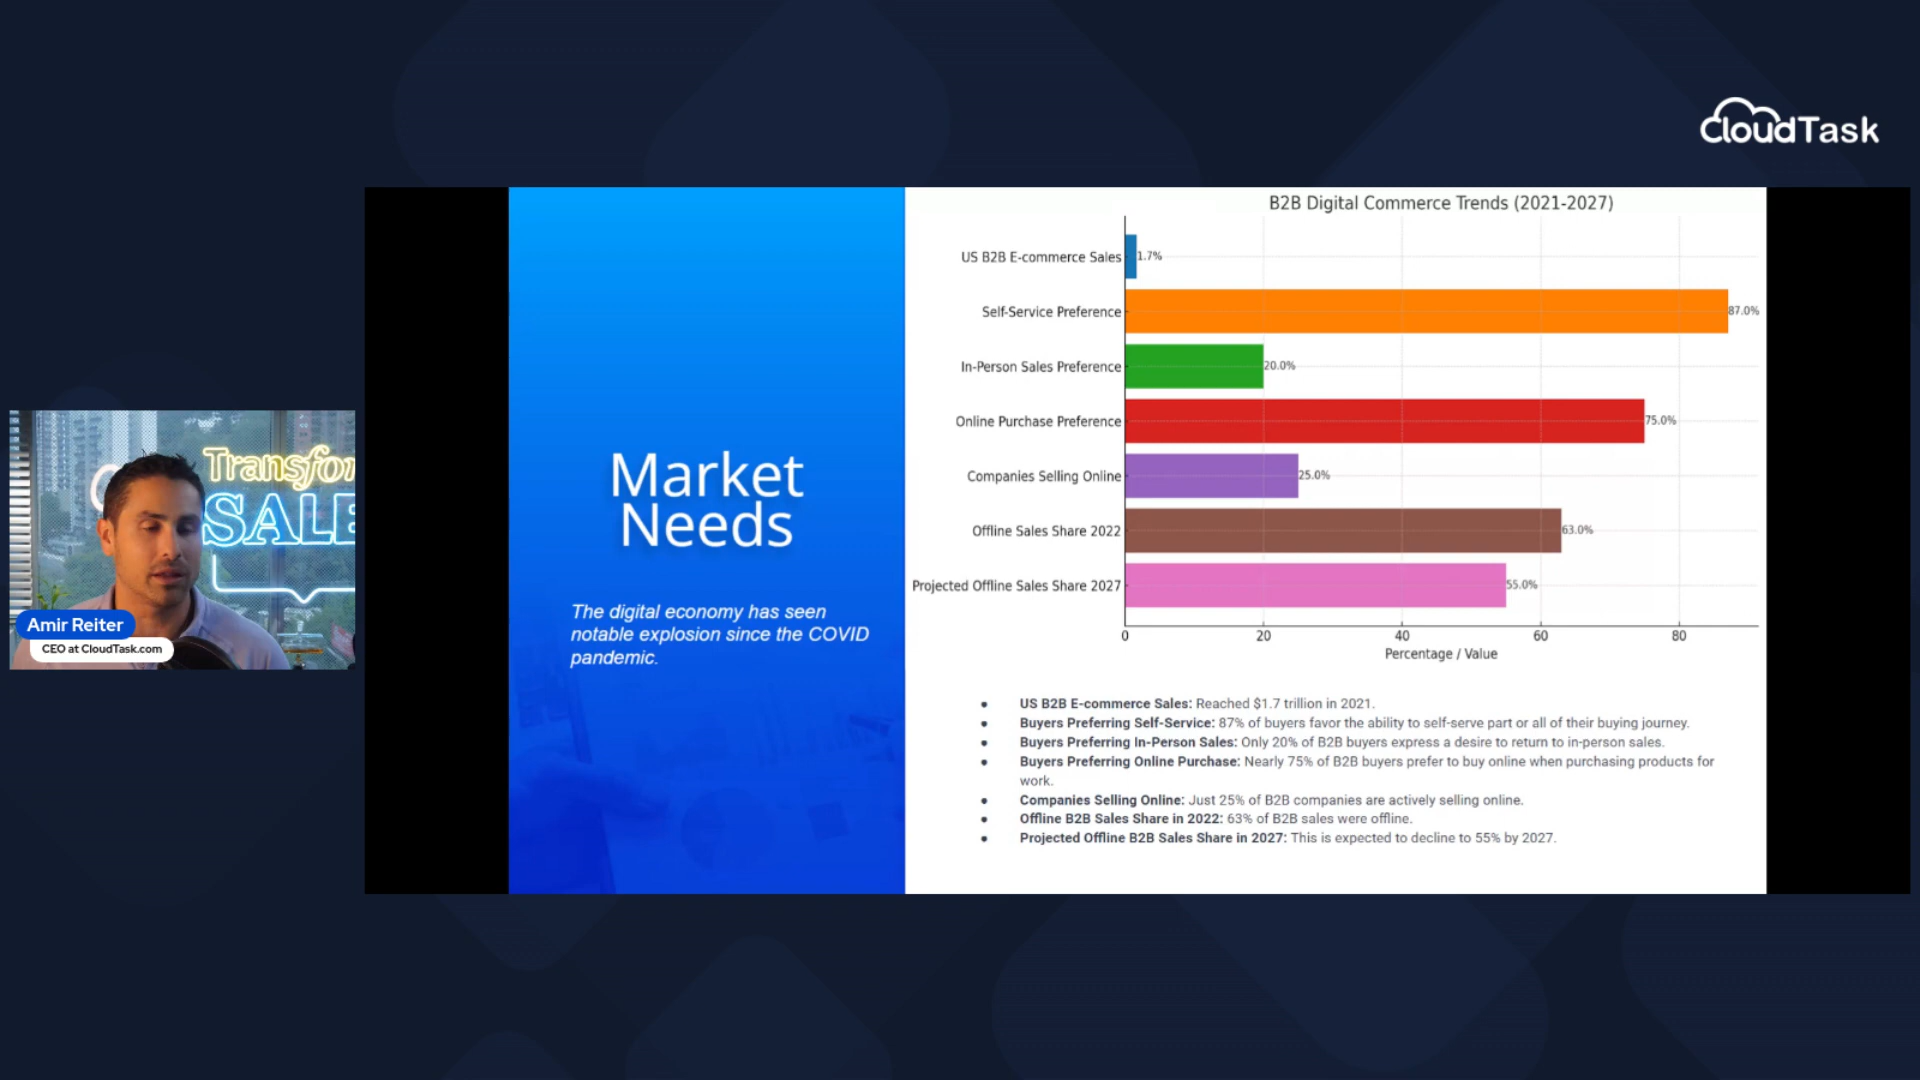 CloudTask
Transfor
SALE
Amir Reiter
CEO at CloudTask.com
Market
Needs
The digital economy has seen
notable explosion since the COVID
pandemic.
B2B Digital Commerce Trends (2021-2027)
US B2B E-commerce Sales 1.7%
Self-Service Preference 87.0%
In-Person Sales Preference 20.0%
Online Purchase Preference 75.0%
Companies Selling Online 25.0%
Offline Sales Share 2022 63.0%
Projected Offline Sales Share 2027 55.0%
0 20 40 60 80
Percentage / Value
● US B2B E-commerce Sales: Reached $1.7 trillion in 2021.
● Buyers Preferring Self-Service: 87% of buyers favor the ability to self-serve part or all of their buying journey.
● Buyers Preferring In-Person Sales: Only 20% of B2B buyers express a desire to return to in-person sales.
● Buyers Preferring Online Purchase: Nearly 75% of B2B buyers prefer to buy online when purchasing products for
work.
● Companies Selling Online: Just 25% of B2B companies are actively selling online.
● Offline B2B Sales Share in 2022: 63% of B2B sales were offline.
● Projected Offline B2B Sales Share in 2027: This is expected to decline to 55% by 2027.